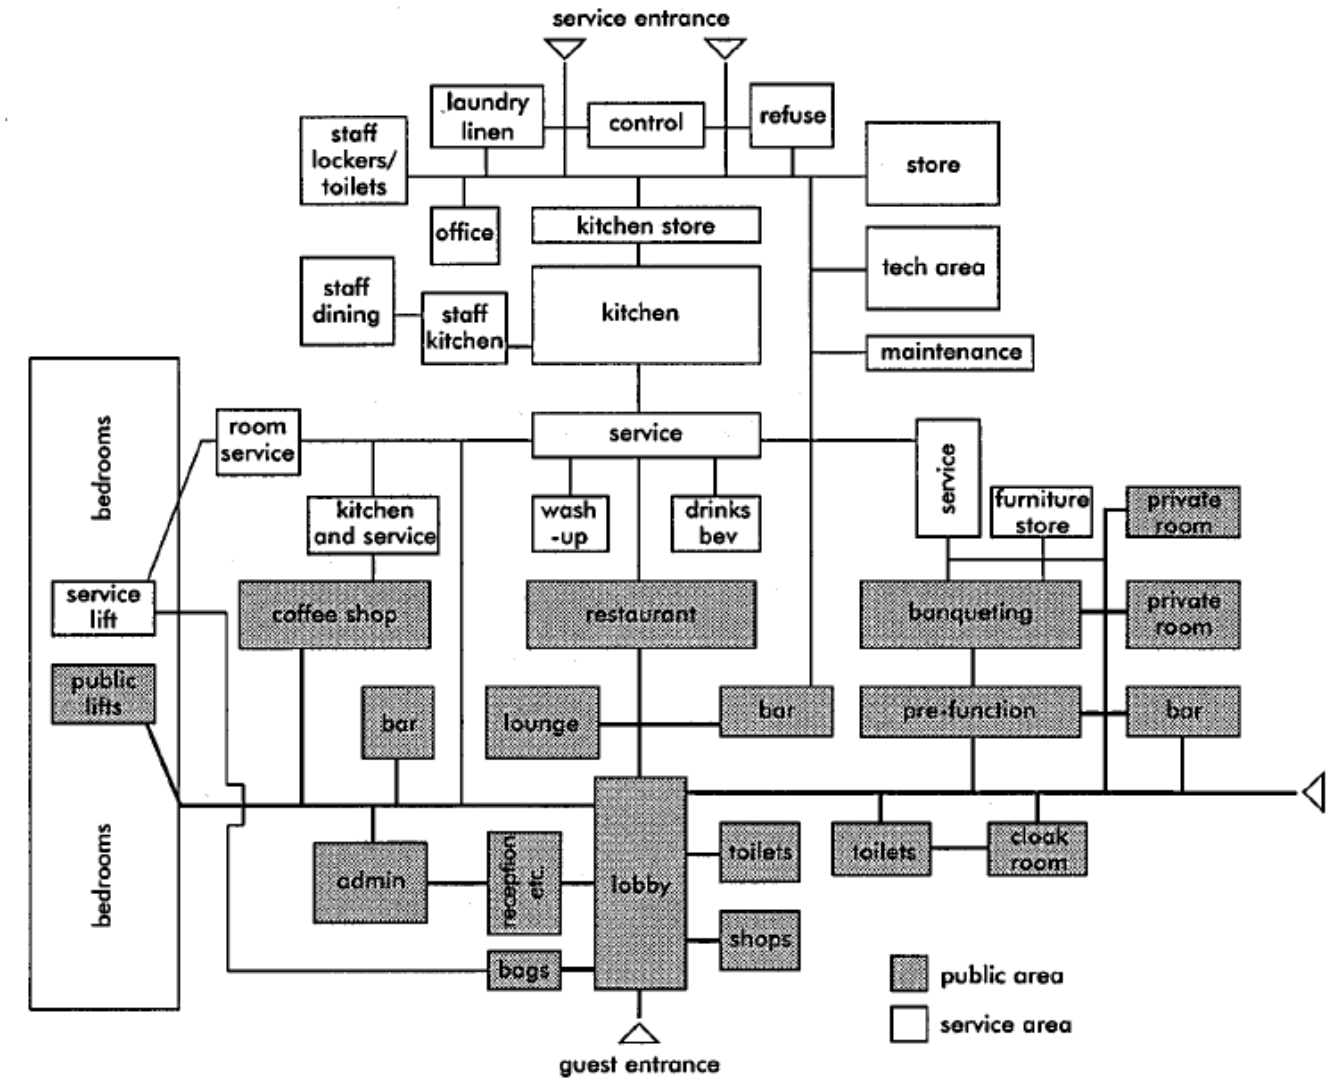 service entrance
laundry
linen
control
refuse
staff
lockers/
toilets
store
office
kitchen store
tech area
staff
dining
staff
kitchen
kitchen
maintenance
bedrooms
room
service
service
service
kitchen
and service
wash
-up
drinks
bev
furniture
store
private
room
service
lift
coffee shop
restaurant
banqueting
private
room
public
lifts
bar
lounge
bar
pre-function
bar
bedrooms
admin
reception
etc.
lobby
toilets
toilets
cloak
room
shops
bags
public area
service area
guest entrance